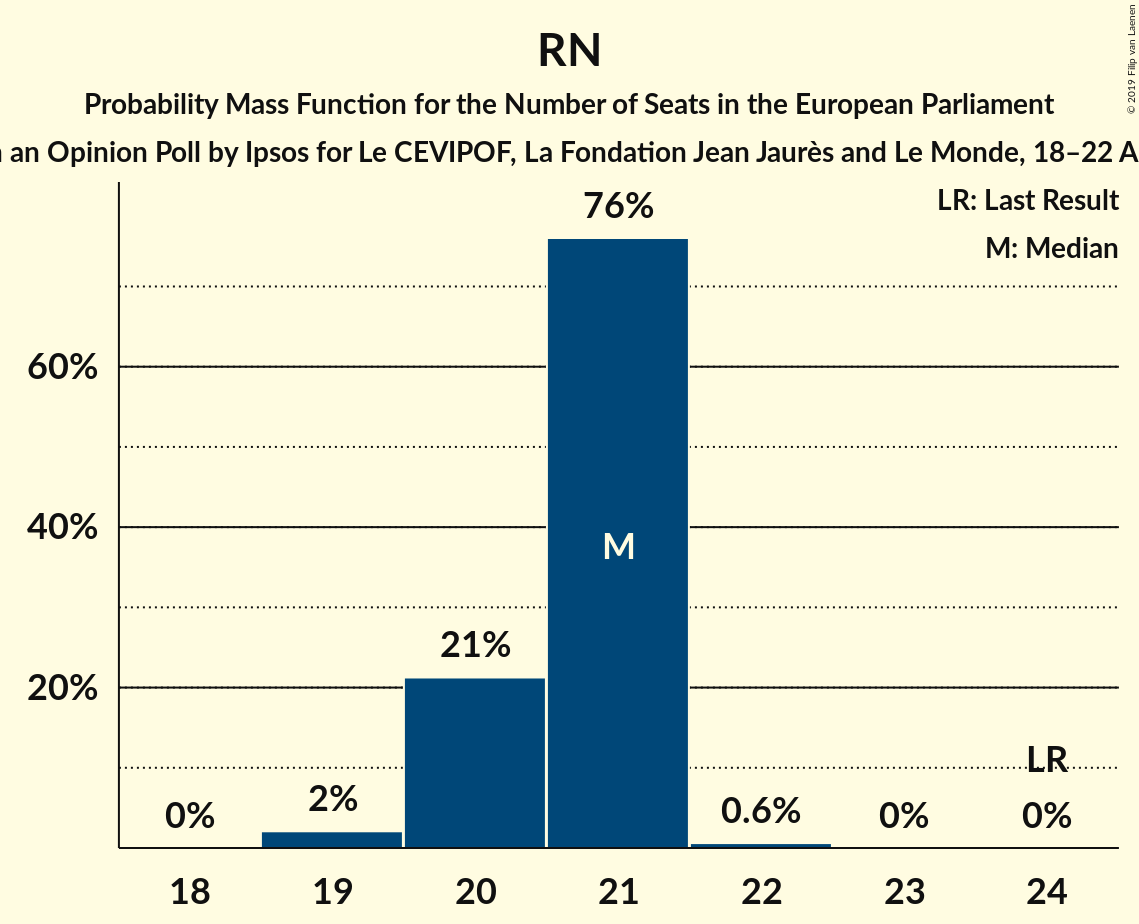 RN
Probability Mass Function for the Number of Seats in the European Parliament
an Opinion Poll by Ipsos for Le CEVIPOF, La Fondation Jean Jaurès and Le Monde, 18–22 A
© 2019 Filip van Laenen
LR: Last Result
M: Median
76%
60%
40%
M
21%
20%
LR
2%
0%
0.6%
0%
0%
18 19 20 21 22 23 24